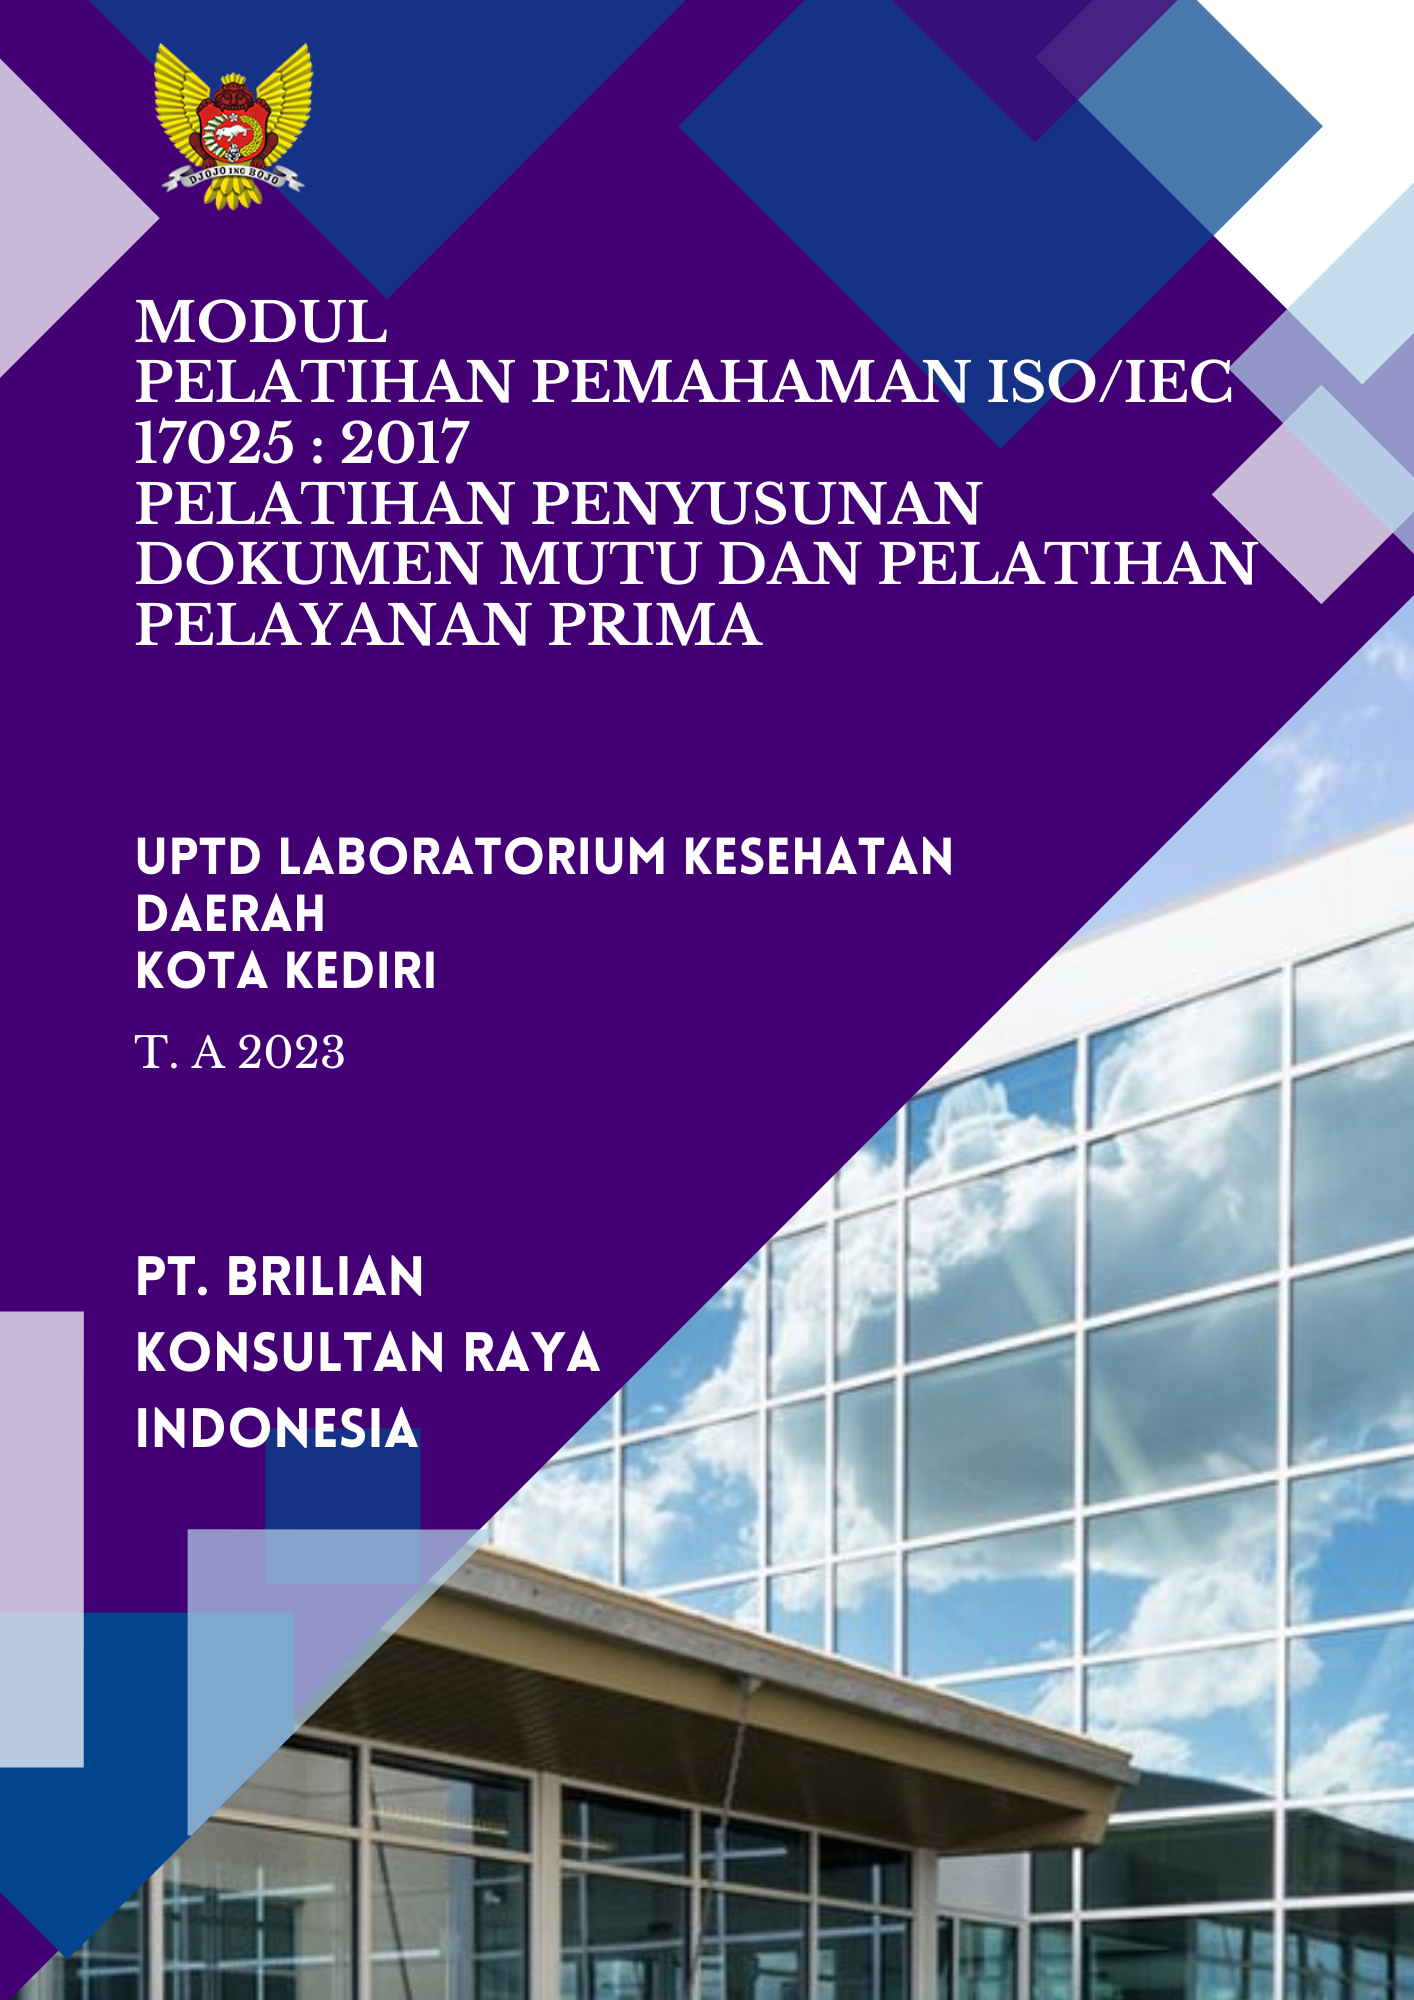 DJOJO ING BOJO
MODUL
PELATIHAN PEMAHAMAN ISO/IEC
17025 : 2017
PELATIHAN PENYUSUNAN
DOKUMEN MUTU DAN PELATIHAN
PELAYANAN PRIMA
UPTD LABORATORIUM KESEHATAN
DAERAH
KOTA KEDIRI
T. A 2023
PT. BRILIAN
KONSULTAN RAYA
INDONESIA